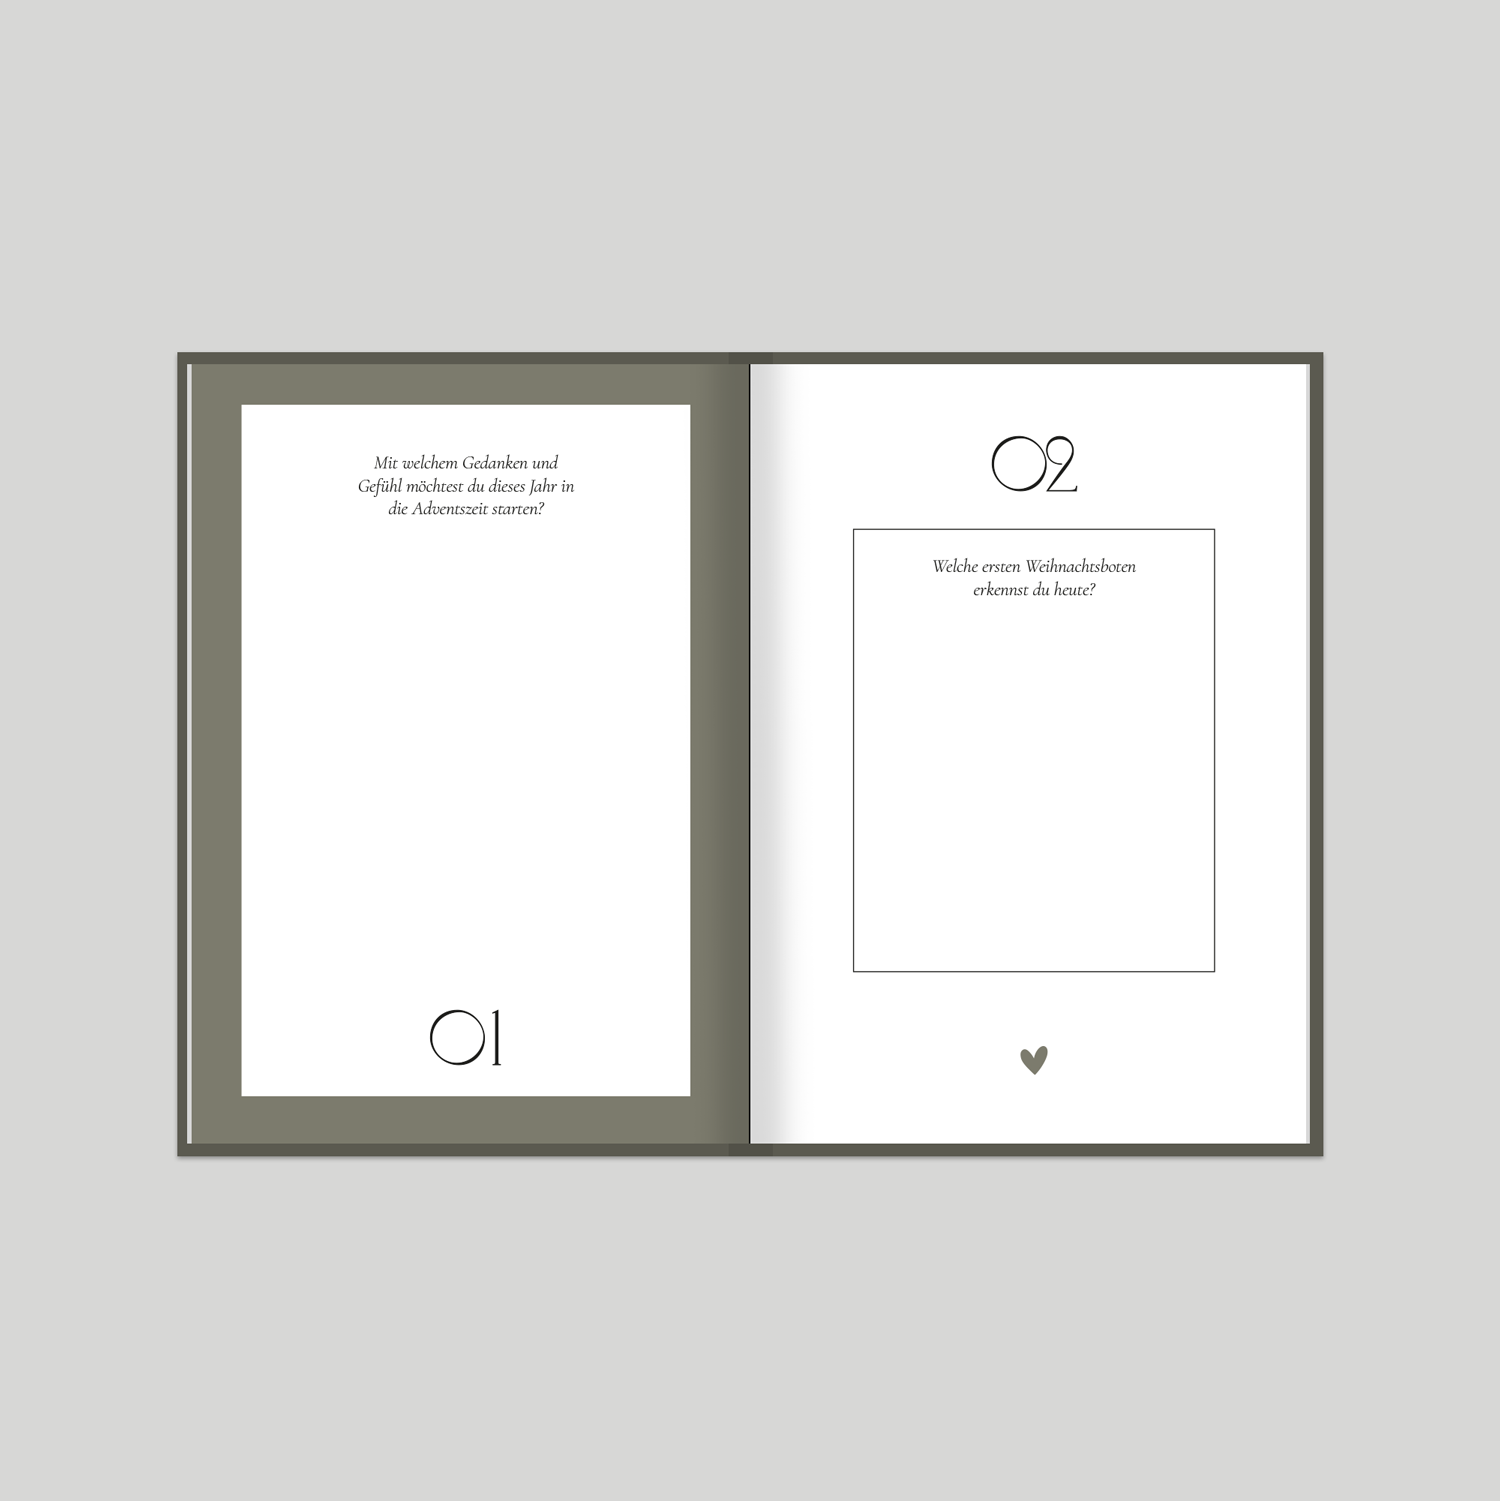 Mit welchem Gedanken und
Gefühl möchtest du dieses Jahr in
die Adventszeit starten?
01
02
Welche ersten Weihnachtsboten
erkennst du heute?